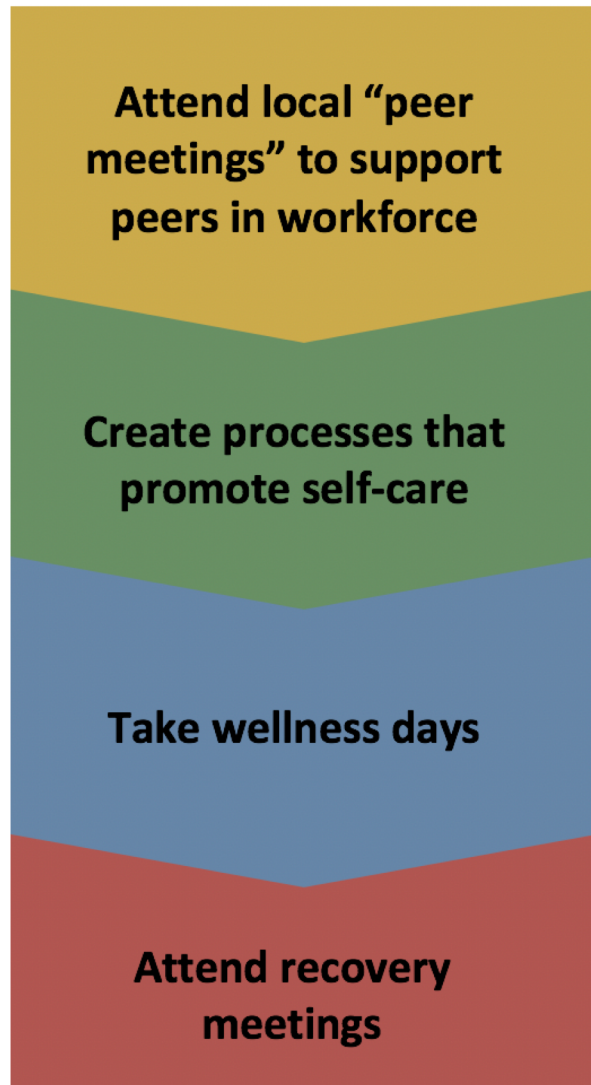 Attend local “peer
meetings” to support
peers in workforce
Create processes that
promote self-care
Take wellness days
Attend recovery
meetings